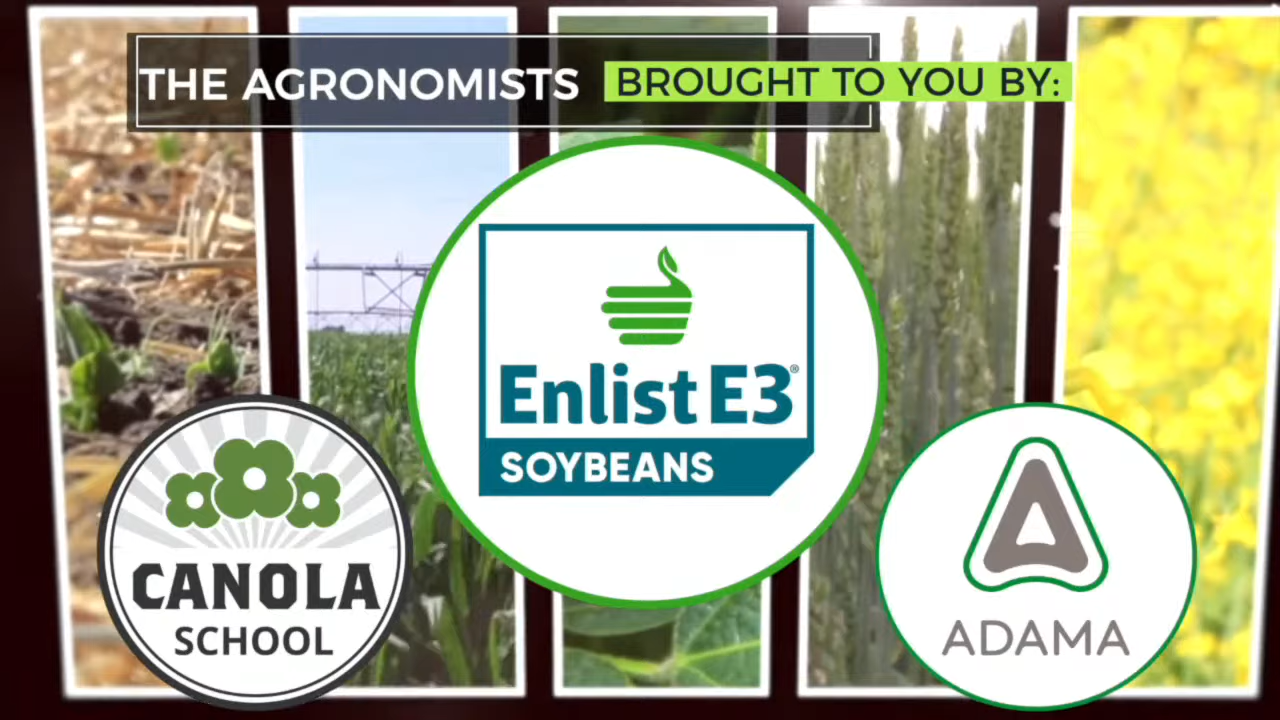 THE AGRONOMISTS BROUGHT TO YOU BY:
Enlist E3®
SOYBEANS
CANOLA
SCHOOL
ADAMA